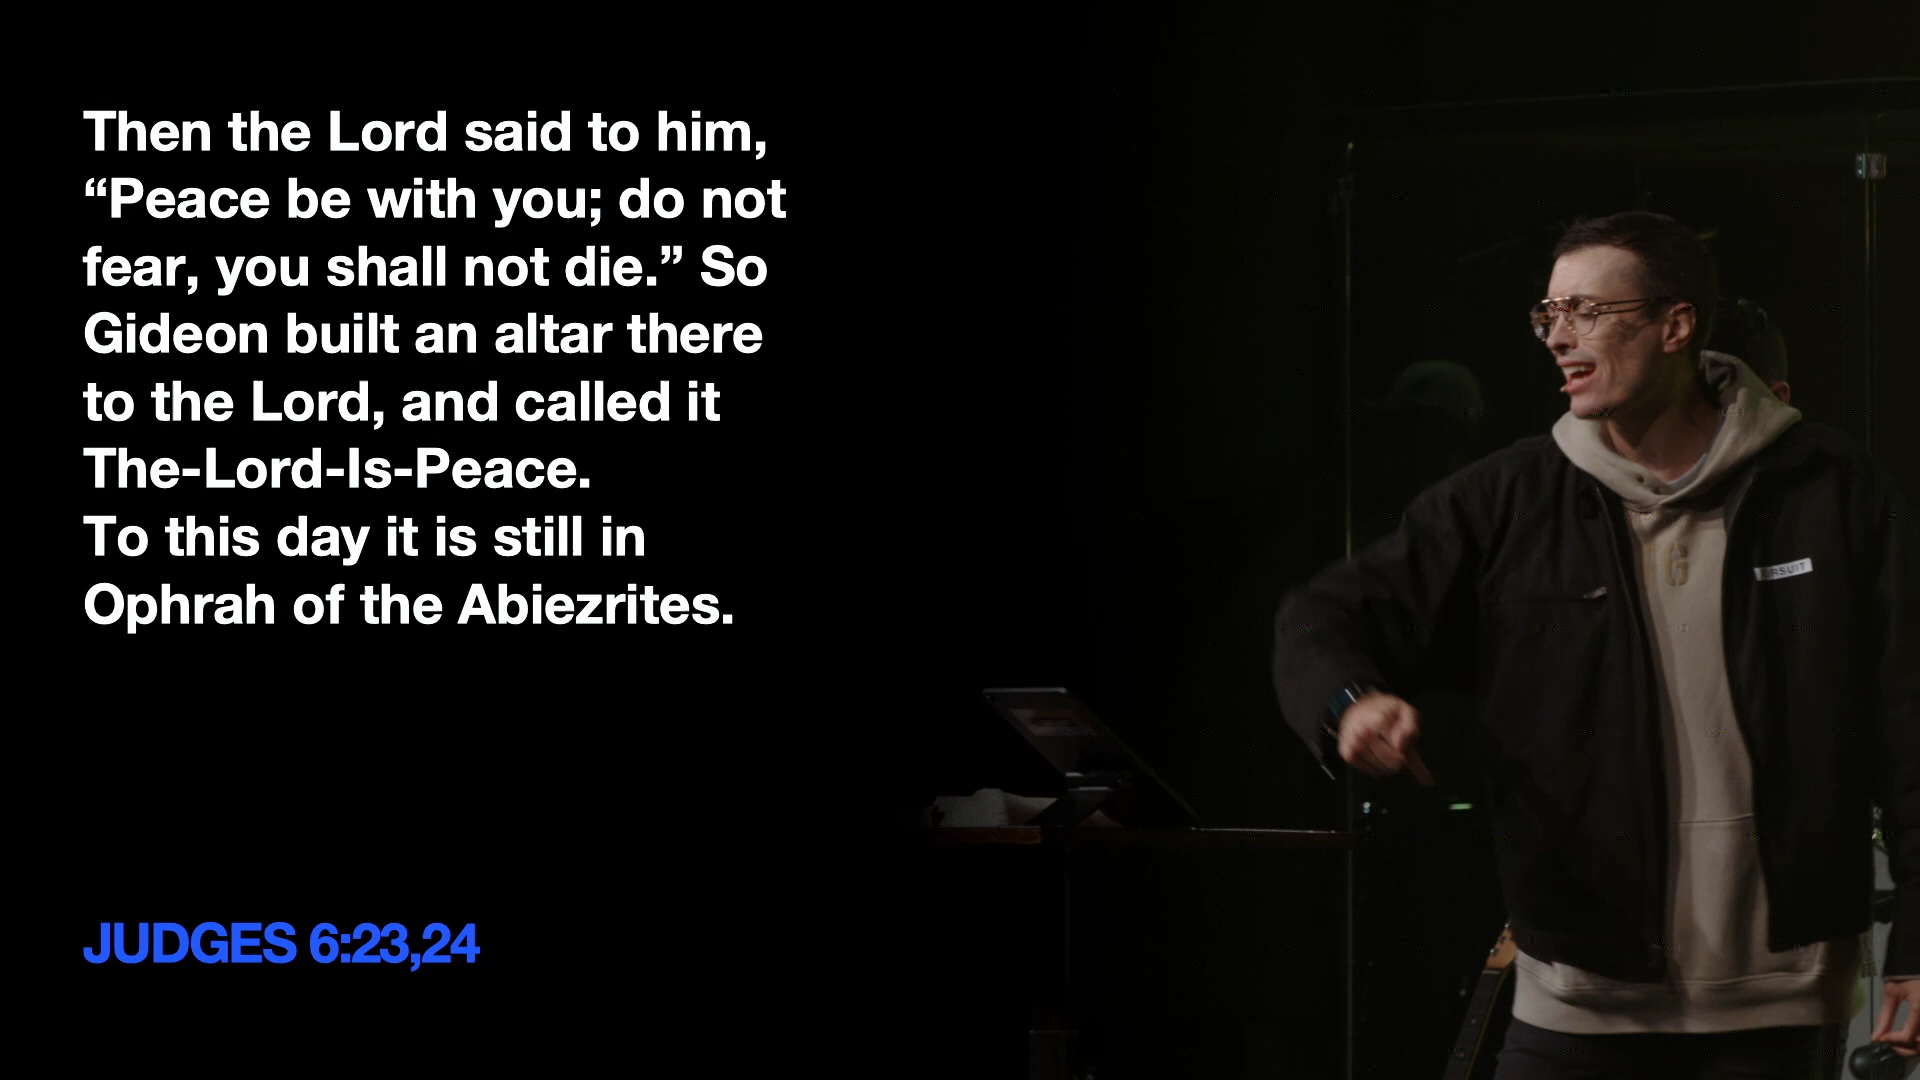 Then the Lord said to him,
“Peace be with you; do not
fear, you shall not die.” So
Gideon built an altar there
to the Lord, and called it
The-Lord-Is-Peace.
To this day it is still in
Ophrah of the Abiezrites.
JUDGES 6:23,24
G